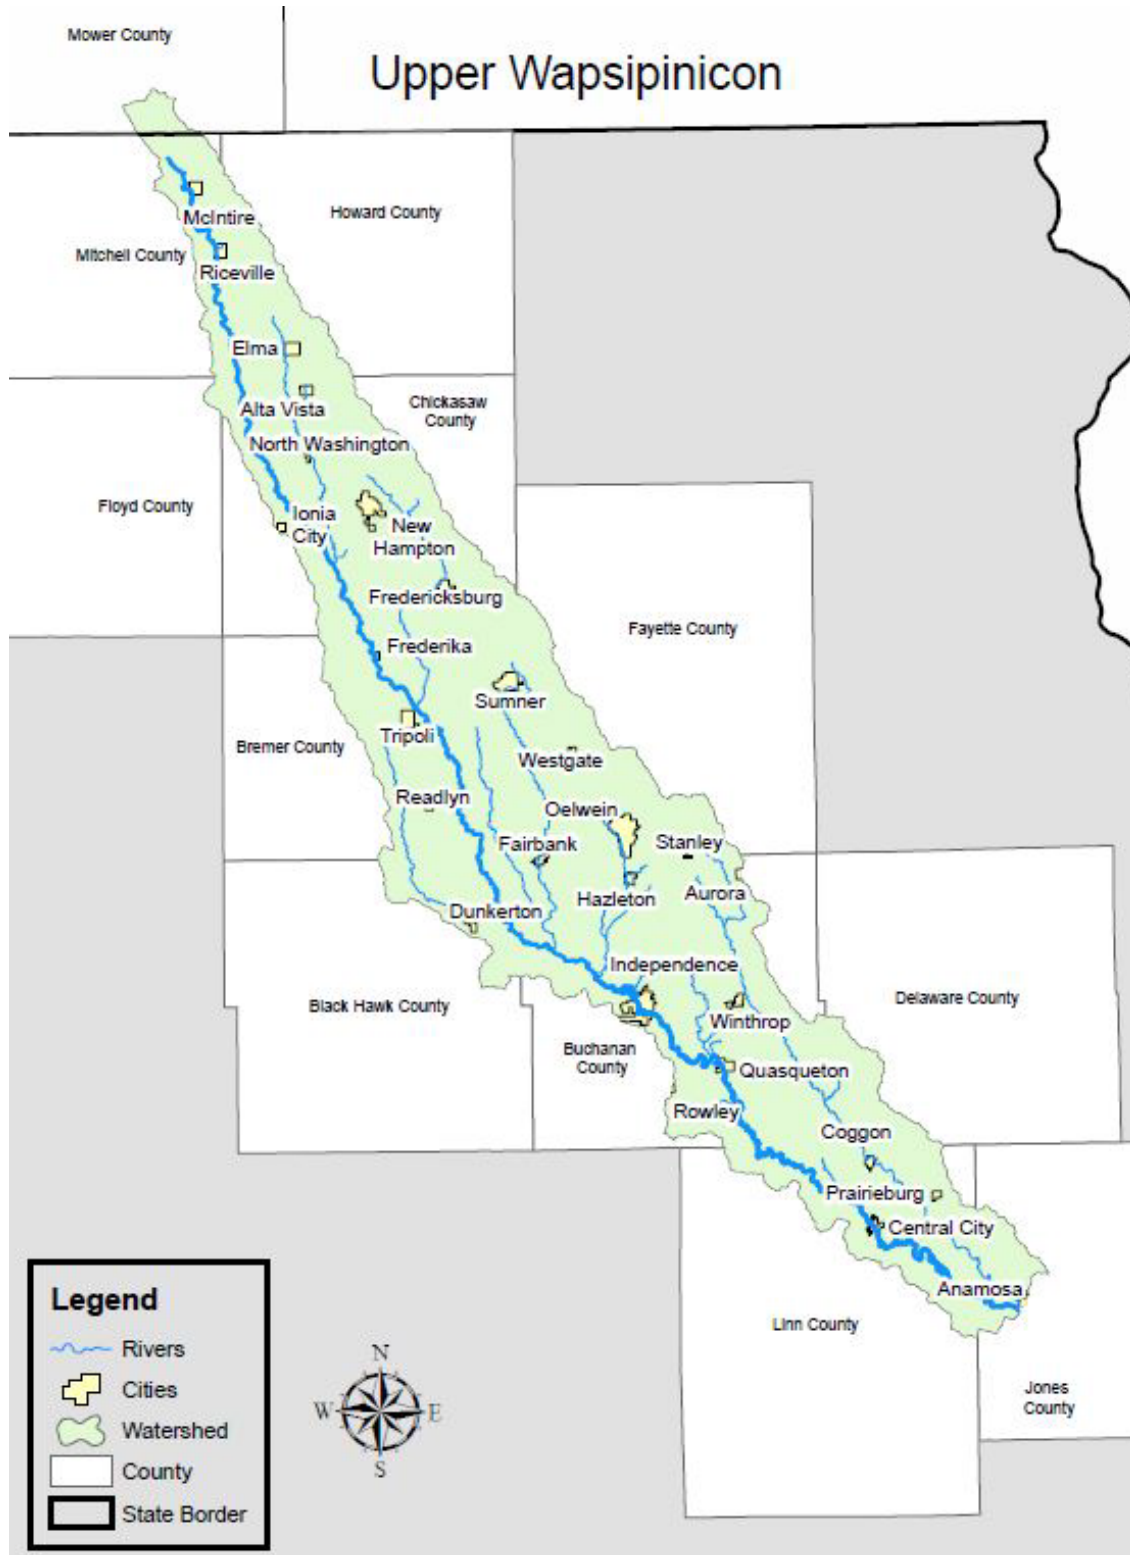 Mower County
Upper Wapsipinicon
McIntire
Howard County
Mitchell County
Riceville
Elma
Alta Vista
Chickasaw
County
North Washington
Floyd County
Ionia
City
New
Hampton
Fredericksburg
Fayette County
Frederika
Sumner
Tripoli
Bremer County
Westgate
Readlyn
Oelwein
Fairbank
Stanley
Hazleton
Aurora
Dunkerton
Independence
Black Hawk County
Delaware County
Winthrop
Buchanan
County
Quasqueton
Rowley
Coggon
Prairieburg
Central City
Anamosa
Linn County
Jones
County
Legend
Rivers
Cities
Watershed
County
State Border
N
W
E
S